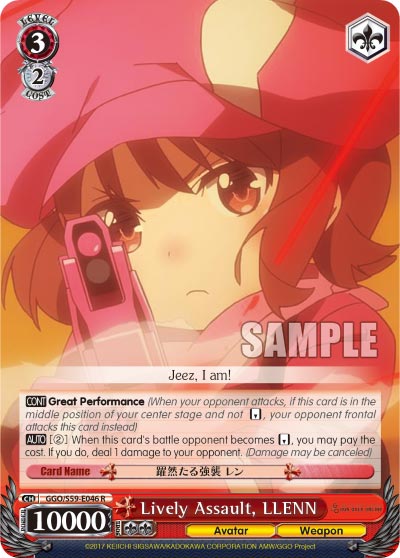 LEVEL
3
2
COST
SAMPLE
Jeez, I am!
CONT Great Performance (When your opponent attacks, if this card is in the
middle position of your center stage and not , your opponent frontal
attacks this card instead)
AUTO [②] When this card's battle opponent becomes , you may pay the
cost. If you do, deal 1 damage to your opponent. (Damage may be canceled)
Card Name 躍然たる強襲 レン
CH GGO/S59-E046 R
10000
Lively Assault, LLENN
Avatar Weapon
©2017 KEIICHI SIGSAWA/KADOKAWA CORPORATION AMW/GGO Project